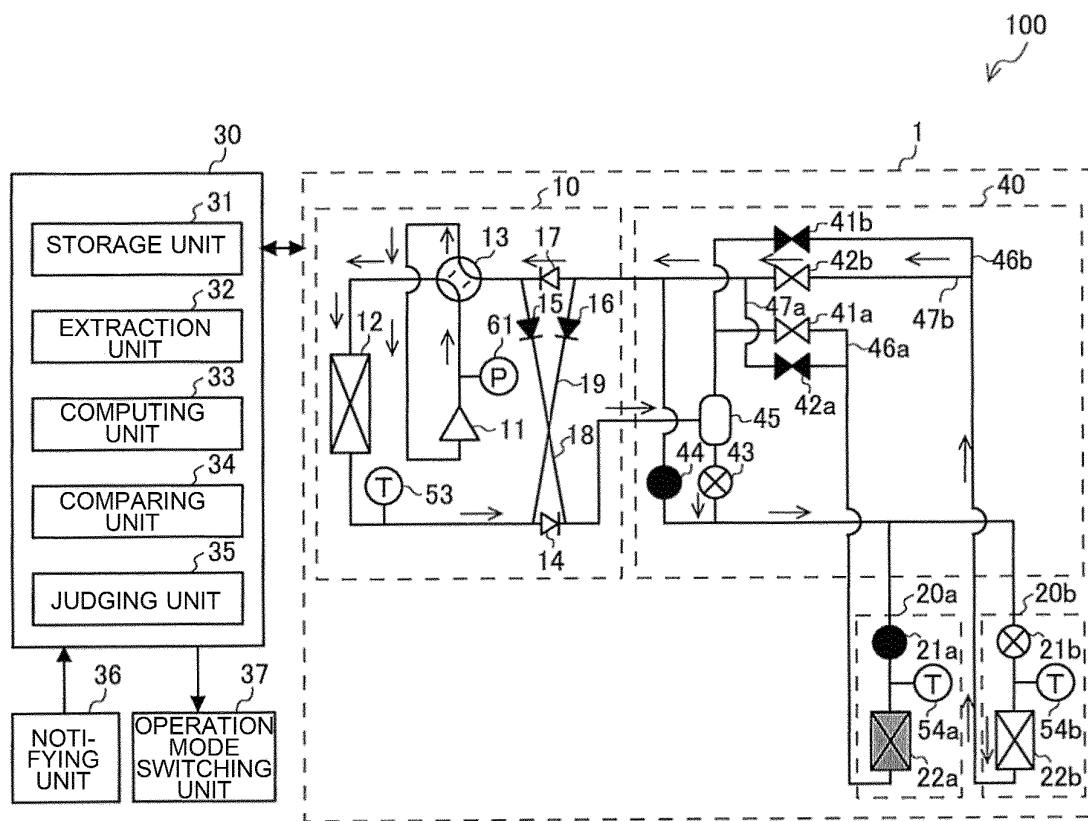 100
1
30
10
40
31
STORAGE UNIT
32
EXTRACTION
UNIT
33
COMPUTING
UNIT
34
COMPARING
UNIT
35
JUDGING UNIT
36
NOTI-
FYING
UNIT
37
OPERATION
MODE
SWITCHING
UNIT
13
17
41b
42b
46b
15
16
47a
41a
47b
12
61
P
46a
19
42a
11
45
18
44
43
T
53
14
20a
20b
21a
21b
T
T
54a
54b
22a
22b